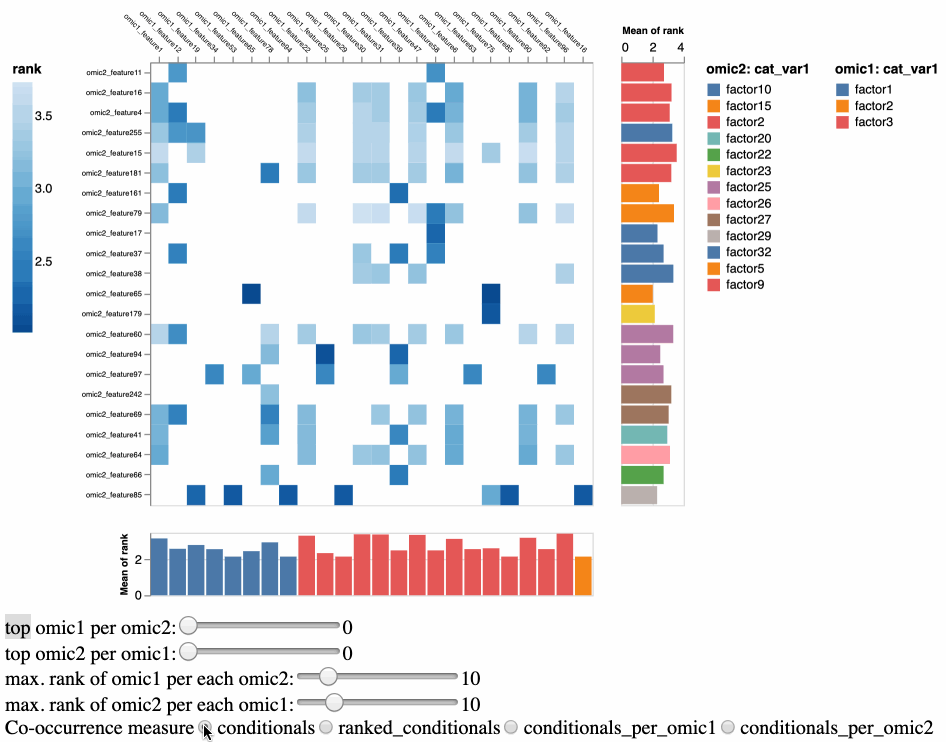 omic1_feature1
omic1_feature12
omic1_feature19
omic1_feature34
omic1_feature53
omic1_feature78
omic1_feature94
omic1_feature22
omic1_feature29
omic1_feature30
omic1_feature31
omic1_feature39
omic1_feature47
omic1_feature58
omic1_feature6
omic1_feature63
omic1_feature85
omic1_feature90
omic1_feature92
omic1_feature96
omic1_feature18
rank
3.5
3.0
2.5
omic2_feature11
omic2_feature16
omic2_feature4
omic2_feature255
omic2_feature15
omic2_feature181
omic2_feature161
omic2_feature79
omic2_feature17
omic2_feature37
omic2_feature38
omic2_feature65
omic2_feature179
omic2_feature60
omic2_feature94
omic2_feature97
omic2_feature242
omic2_feature69
omic2_feature41
omic2_feature64
omic2_feature66
omic2_feature85
Mean of rank
0 2 4
omic2: cat_var1
factor10
factor15
factor2
factor20
factor22
factor23
factor25
factor26
factor27
factor29
factor32
factor5
factor9
omic1: cat_var1
factor1
factor2
factor3
Mean of rank
2
0
top omic1 per omic2: 0
top omic2 per omic1: 0
max. rank of omic1 per each omic2: 10
max. rank of omic2 per each omic1: 10
Co-occurrence measure conditionals ranked_conditionals conditionals_per_omic1 conditionals_per_omic2